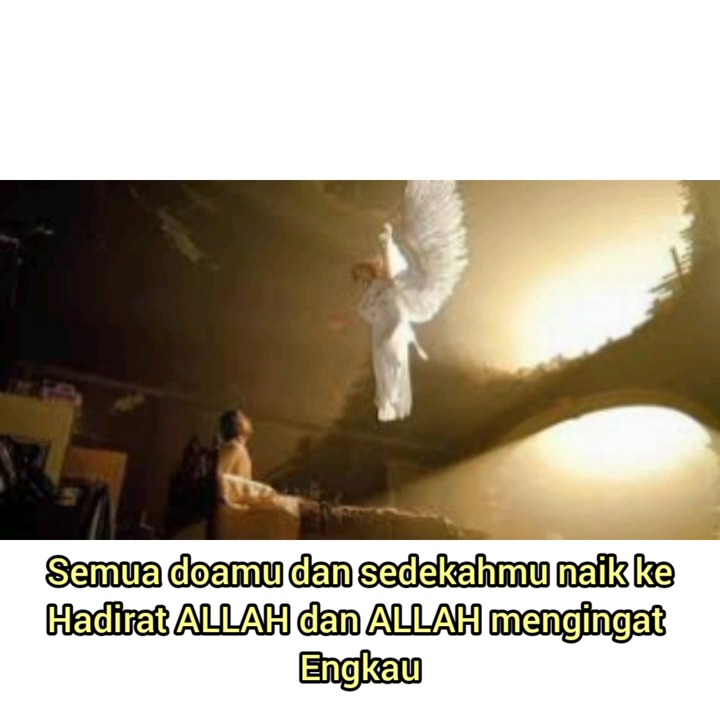 Semua doamu dan sedekahmu naik ke
Hadirat ALLAH dan ALLAH mengingat
Engkau